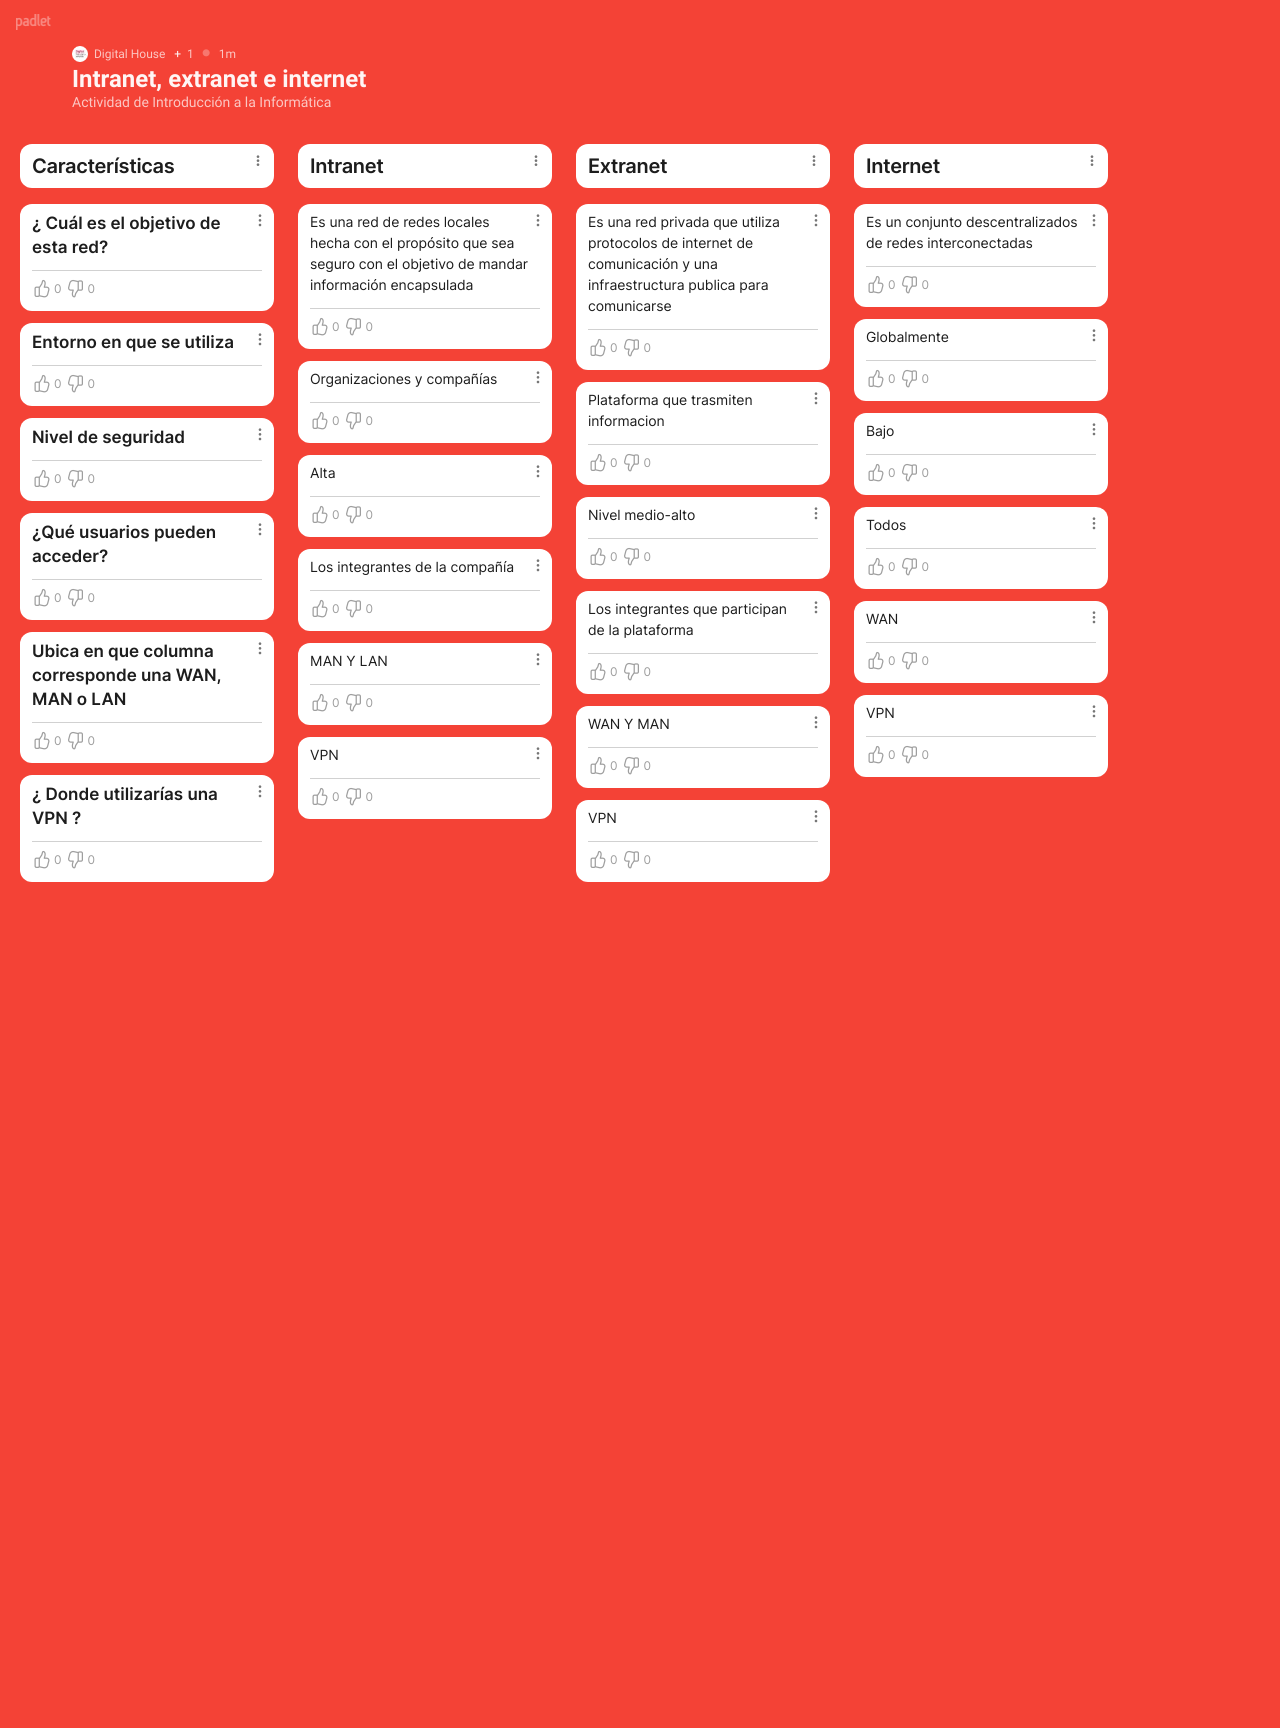 padlet
Digital House + 1 1m
Intranet, extranet e internet
Actividad de Introducción a la Informática
Características
¿ Cuál es el objetivo de
esta red?
0 0
Entorno en que se utiliza
0 0
Nivel de seguridad
0 0
¿Qué usuarios pueden
acceder?
0 0
Ubica en que columna
corresponde una WAN,
MAN o LAN
0 0
¿ Donde utilizarías una
VPN ?
0 0
Intranet
Es una red de redes locales
hecha con el propósito que sea
seguro con el objetivo de mandar
información encapsulada
0 0
Organizaciones y compañías
0 0
Alta
0 0
Los integrantes de la compañía
0 0
MAN Y LAN
0 0
VPN
0 0
Extranet
Es una red privada que utiliza
protocolos de internet de
comunicación y una
infraestructura publica para
comunicarse
0 0
Plataforma que trasmiten
informacion
0 0
Nivel medio-alto
0 0
Los integrantes que participan
de la plataforma
0 0
WAN Y MAN
0 0
VPN
0 0
Internet
Es un conjunto descentralizados
de redes interconectadas
0 0
Globalmente
0 0
Bajo
0 0
Todos
0 0
WAN
0 0
VPN
0 0